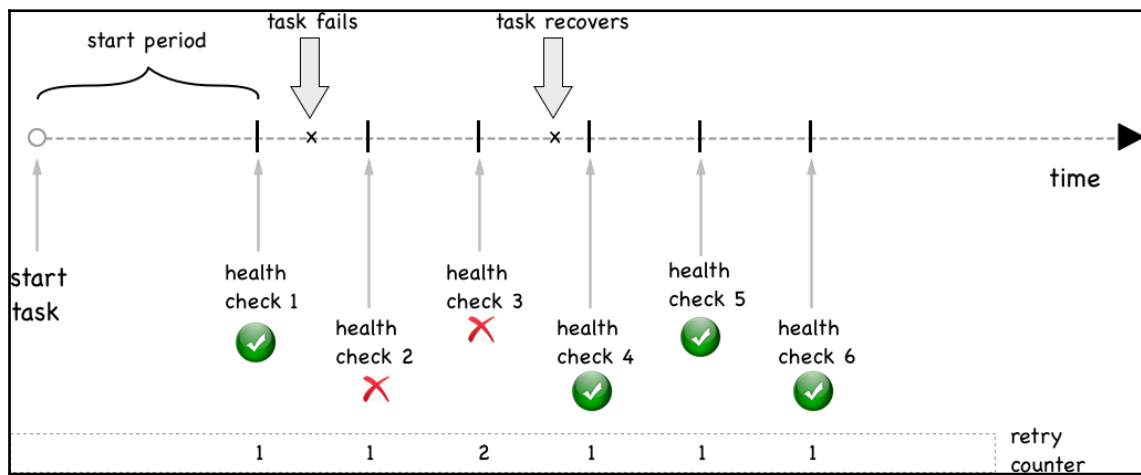 task fails
task recovers
start period
time
start
task
health
check 1
health
check 2
health
check 3
health
check 4
health
check 5
health
check 6
1 1 2 1 1 1
retry
counter